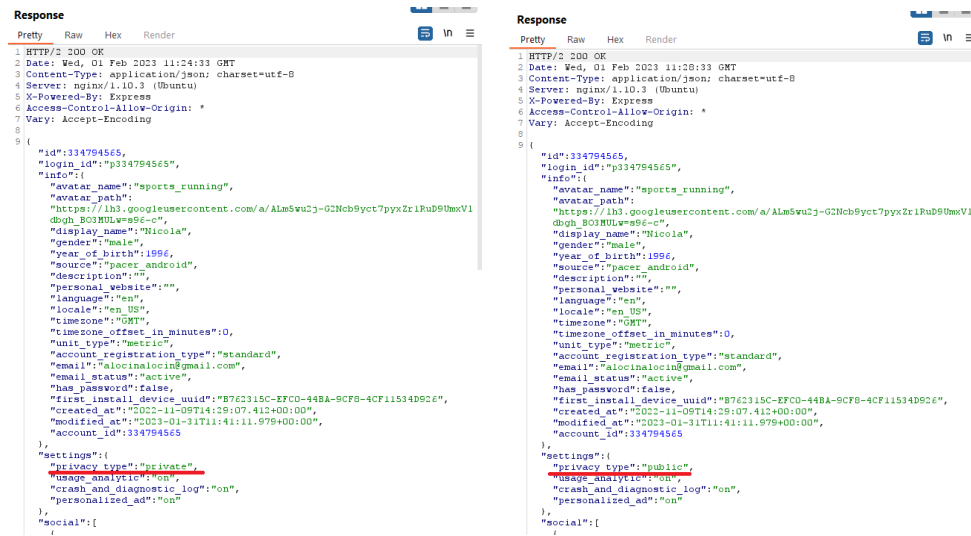 Response
Pretty Raw Hex Render
\n
1 HTTP/2 200 OK
2 Date: Wed, 01 Feb 2023 11:24:33 GMT
3 Content-Type: application/json; charset=utf-8
4 Server: nginx/1.10.3 (Ubuntu)
5 X-Powered-By: Express
6 Access-Control-Allow-Origin: *
7 Vary: Accept-Encoding
8
9 {
"id":334794565,
"login_id":"p334794565",
"info":{
"avatar_name":"sports_running",
"avatar_path":
"https://lh3.googleusercontent.com/a/ALm5wu2j-G2Ncb9yct7pyxZr1RuD9UmxV1
dbgh_BO3MULw=s96-c",
"display_name":"Nicola",
"gender":"male",
"year_of_birth":1996,
"source":"pacer_android",
"description":"",
"personal_website":"",
"language":"en",
"locale":"en_US",
"timezone":"GMT",
"timezone_offset_in_minutes":0,
"unit_type":"metric",
"account_registration_type":"standard",
"email":"alocinalocin@gmail.com",
"email_status":"active",
"has_password":false,
"first_install_device_uuid":"B762315C-EFC0-44BA-9CF8-4CF11534D926",
"created_at":"2022-11-09T14:29:07.412+00:00",
"modified_at":"2023-01-31T11:41:11.979+00:00",
"account_id":334794565
},
"settings":{
"privacy_type":"private",
"usage_analytic":"on",
"crash_and_diagnostic_log":"on",
"personalized_ad":"on"
},
"social":[
{
Response
Pretty Raw Hex Render
\n
1 HTTP/2 200 OK
2 Date: Wed, 01 Feb 2023 11:28:33 GMT
3 Content-Type: application/json; charset=utf-8
4 Server: nginx/1.10.3 (Ubuntu)
5 X-Powered-By: Express
6 Access-Control-Allow-Origin: *
7 Vary: Accept-Encoding
8
9 {
"id":334794565,
"login_id":"p334794565",
"info":{
"avatar_name":"sports_running",
"avatar_path":
"https://lh3.googleusercontent.com/a/ALm5wu2j-G2Ncb9yct7pyxZr1RuD9UmxV1
dbgh_BO3MULw=s96-c",
"display_name":"Nicola",
"gender":"male",
"year_of_birth":1996,
"source":"pacer_android",
"description":"",
"personal_website":"",
"language":"en",
"locale":"en_US",
"timezone":"GMT",
"timezone_offset_in_minutes":0,
"unit_type":"metric",
"account_registration_type":"standard",
"email":"alocinalocin@gmail.com",
"email_status":"active",
"has_password":false,
"first_install_device_uuid":"B762315C-EFC0-44BA-9CF8-4CF11534D926",
"created_at":"2022-11-09T14:29:07.412+00:00",
"modified_at":"2023-01-31T11:41:11.979+00:00",
"account_id":334794565
},
"settings":{
"privacy_type":"public",
"usage_analytic":"on",
"crash_and_diagnostic_log":"on",
"personalized_ad":"on"
},
"social":[
{